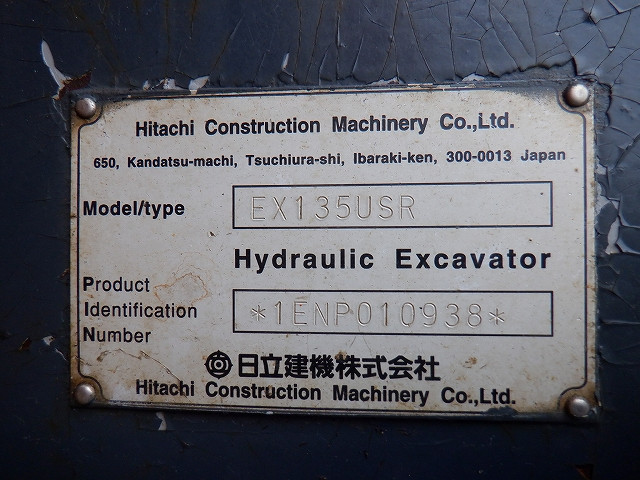 Hitachi Construction Machinery Co.,Ltd.
650, Kandatsu-machi, Tsuchiura-shi, Ibaraki-ken, 300-0013 Japan
Model/type EX135USR
Hydraulic Excavator
Product
Identification *1ENP010938*
Number
日立建機株式会社
Hitachi Construction Machinery Co.,Ltd.